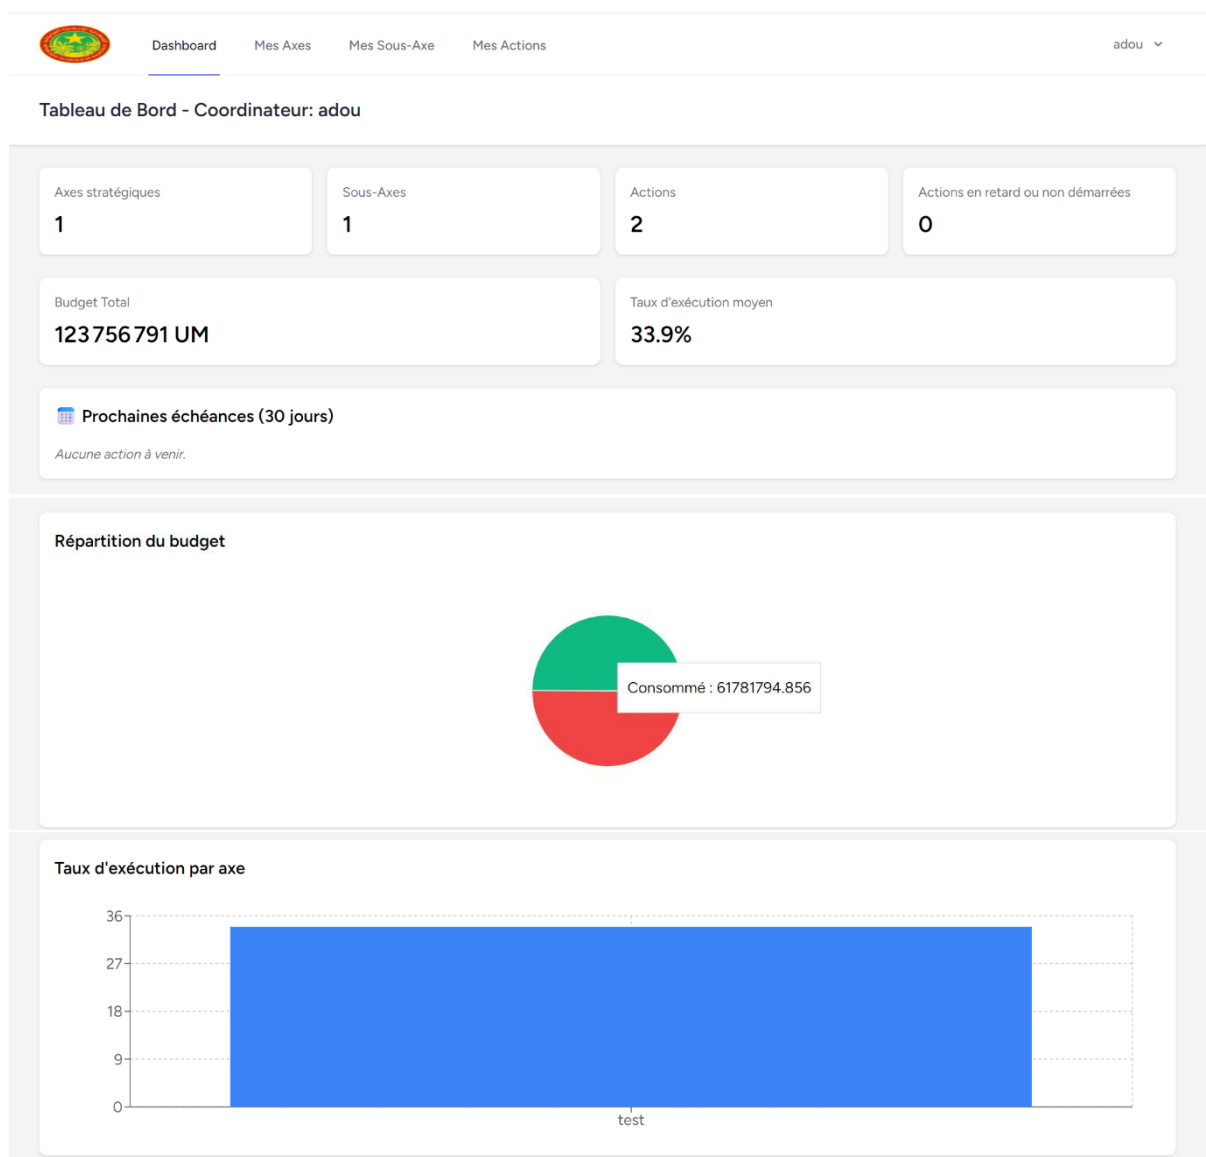 Dashboard
Mes Axes
Mes Sous-Axe
Mes Actions
adou
Tableau de Bord - Coordinateur: adou
Axes stratégiques
1
Sous-Axes
1
Actions
2
Actions en retard ou non démarrées
0
Budget Total
123 756 791 UM
Taux d'exécution moyen
33.9%
Prochaines échéances (30 jours)
Aucune action à venir.
Répartition du budget
Consommé : 61781794.856
Taux d'exécution par axe
36
27
18
9
0
test